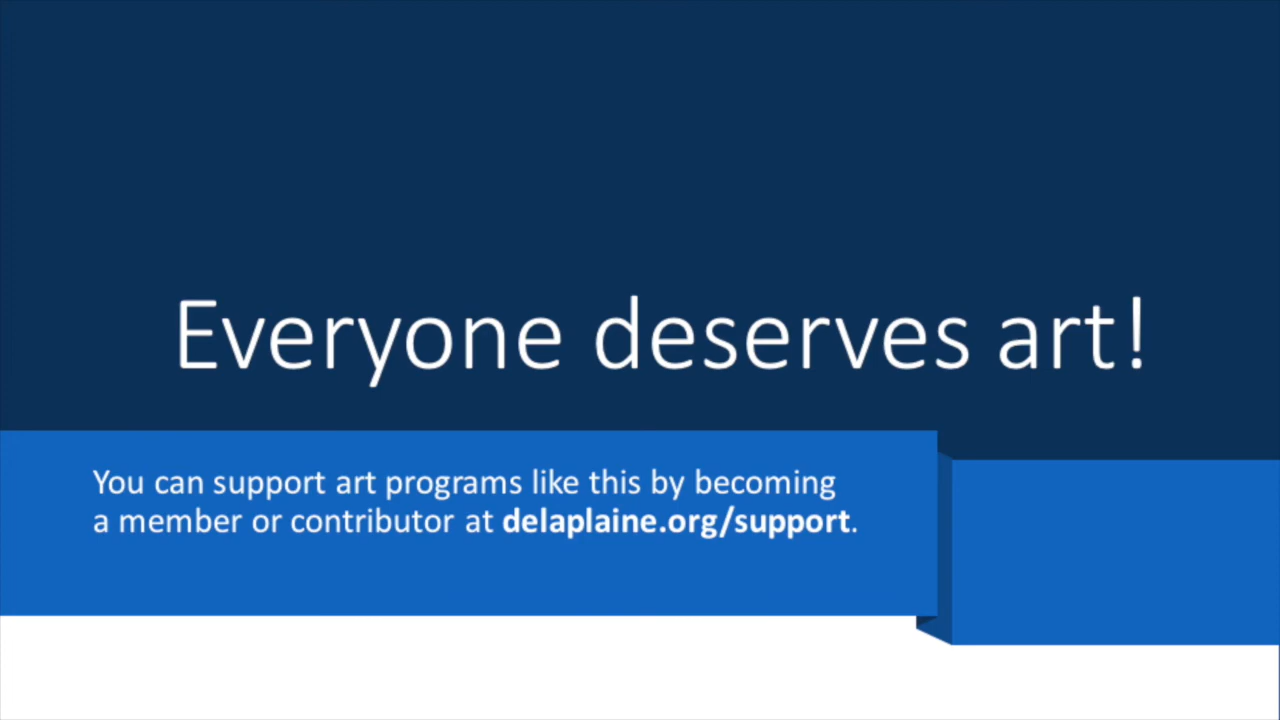 Everyone deserves art!
You can support art programs like this by becoming
a member or contributor at delaplaine.org/support.